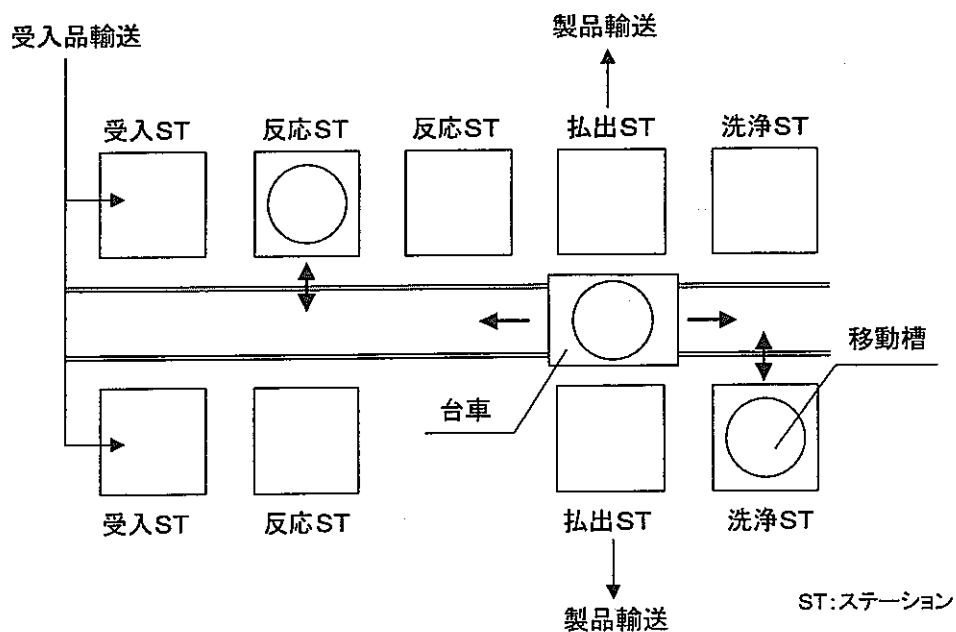 受入品輸送
製品輸送
受入ST
反応ST
反応ST
払出ST
洗浄ST
移動槽
台車
受入ST
反応ST
払出ST
洗浄ST
製品輸送
ST:ステーション